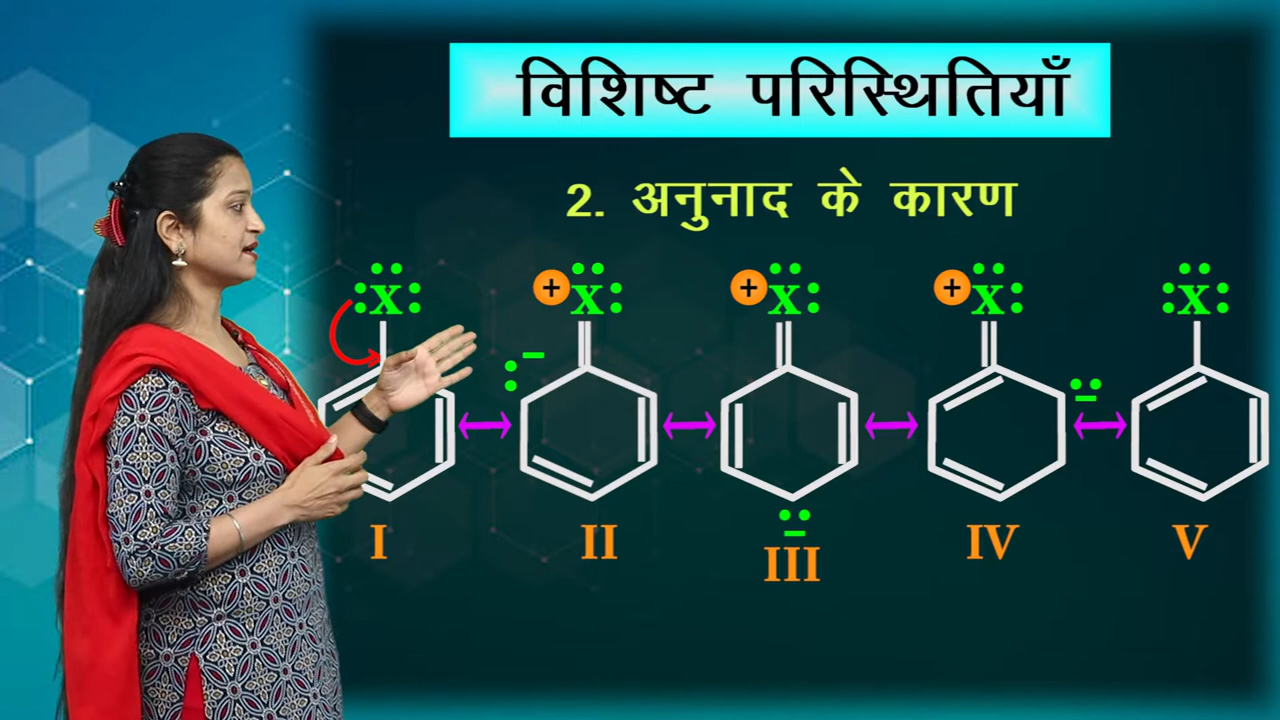 विशिष्ट परिस्थितियाँ
2. अनुनाद के कारण
X X X X X
I II III IV V